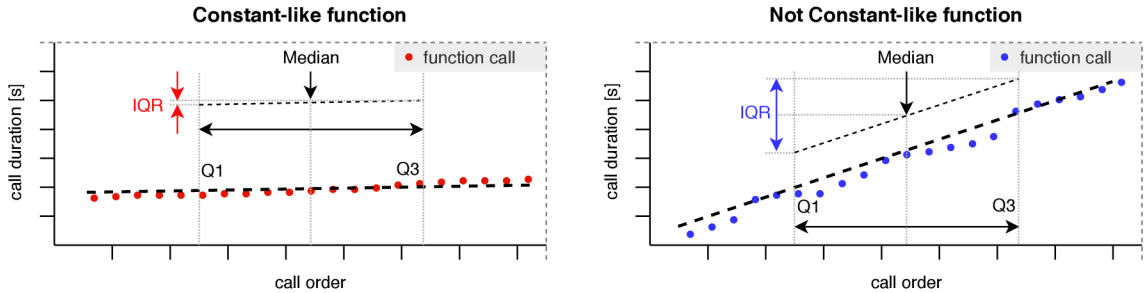 Constant-like function
function call
Median
IQR
call duration [s]
Q1
Q3
call order
Not Constant-like function
function call
Median
IQR
call duration [s]
Q1
Q3
call order